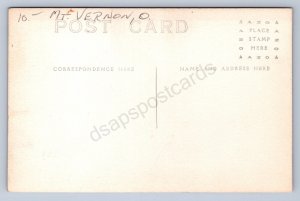 10.- MT. VERNON, O.
POST CARD
CORRESPONDENCE HERE
NAME AND ADDRESS HERE
PLACE
STAMP
HERE
dsapspostcards